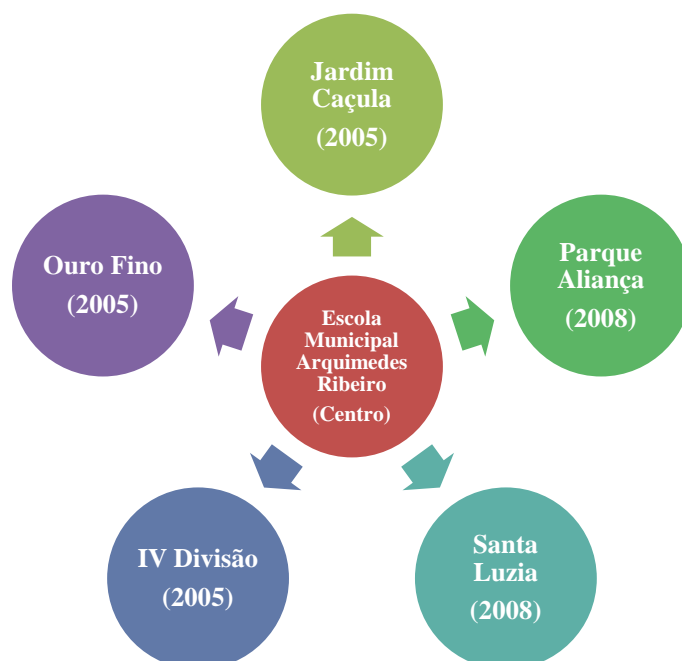 Jardim
Caçula
(2005)
Ouro Fino
(2005)
Parque
Aliança
(2008)
Escola
Municipal
Arquimedes
Ribeiro
(Centro)
IV Divisão
(2005)
Santa
Luzia
(2008)